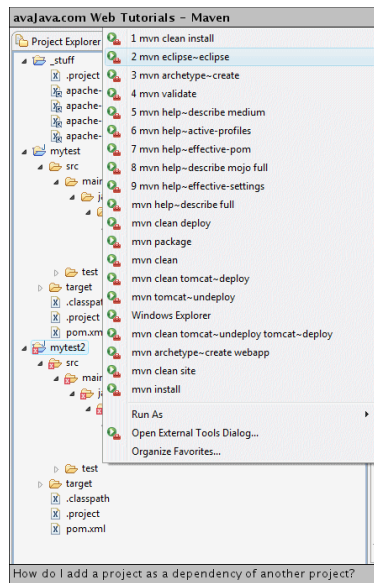 avaJava.com Web Tutorials - Maven
Project Explorer
_stuff
.project
apache-
apache-
apache-
apache-
mytest
src
main
test
target
.classpath
.project
pom.xm
mytest2
src
main
test
target
.classpath
.project
pom.xml
1 mvn clean install
2 mvn eclipse~eclipse
3 mvn archetype~create
4 mvn validate
5 mvn help~describe medium
6 mvn help~active-profiles
7 mvn help~effective-pom
8 mvn help~describe mojo full
9 mvn help~effective-settings
mvn help~describe full
mvn clean deploy
mvn package
mvn clean
mvn clean tomcat~deploy
mvn tomcat~undeploy
Windows Explorer
mvn clean tomcat~undeploy tomcat~deploy
mvn archetype~create webapp
mvn clean site
mvn install
Run As
Open External Tools Dialog...
Organize Favorites...
How do I add a project as a dependency of another project?